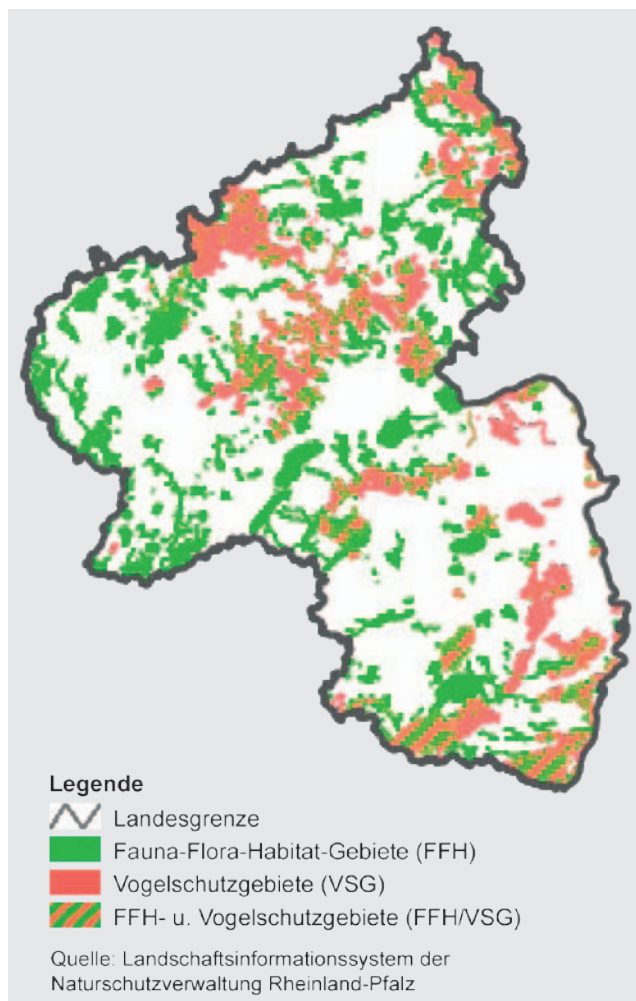 Legende
Landesgrenze
Fauna-Flora-Habitat-Gebiete (FFH)
Vogelschutzgebiete (VSG)
FFH- u. Vogelschutzgebiete (FFH/VSG)
Quelle: Landschaftsinformationssystem der
Naturschutzverwaltung Rheinland-Pfalz